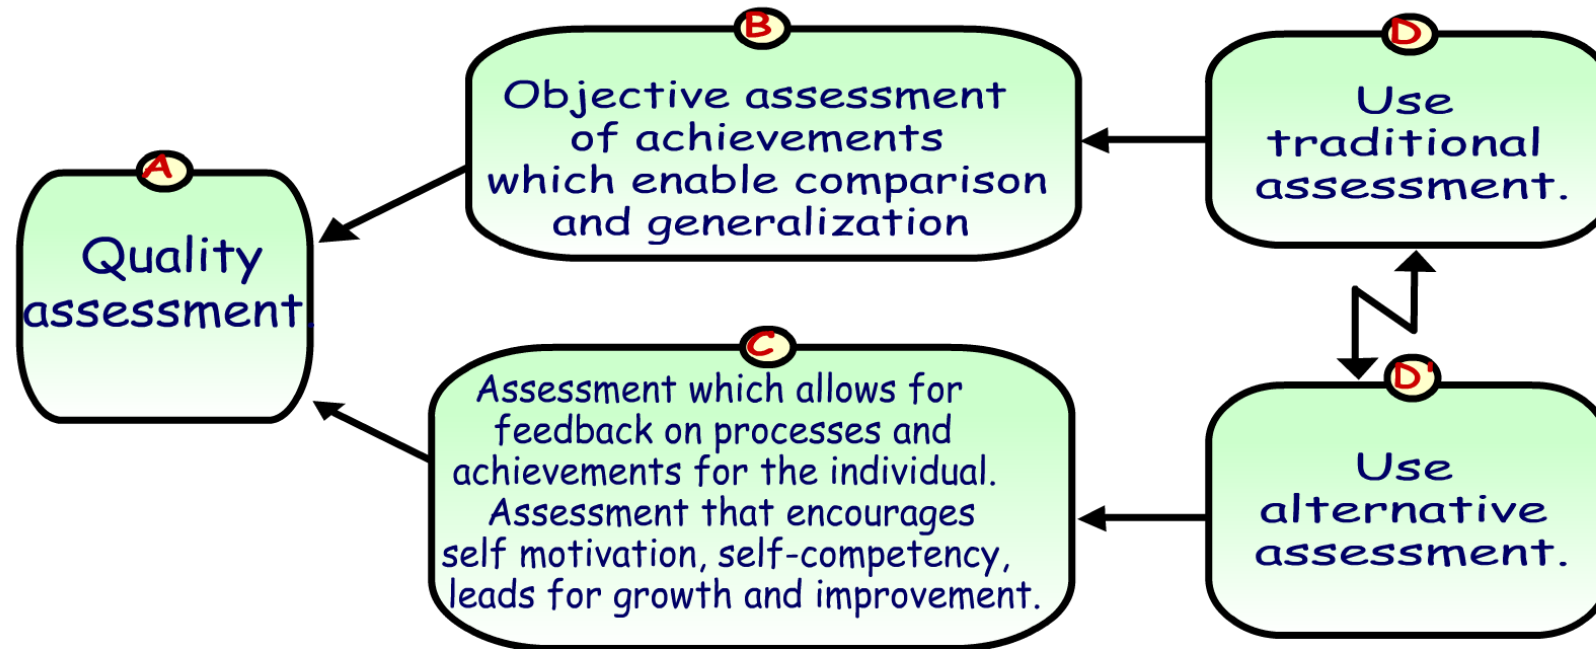 A
Quality
assessment.
B
Objective assessment
of achievements
which enable comparison
and generalization
C
Assessment which allows for
feedback on processes and
achievements for the individual.
Assessment that encourages
self motivation, self-competency,
leads for growth and improvement.
D
Use
traditional
assessment.
D'
Use
alternative
assessment.